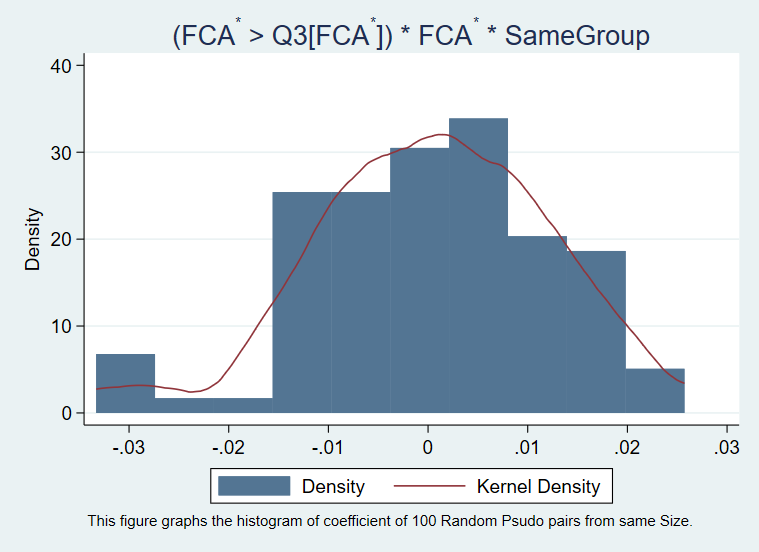 (FCA* > Q3[FCA*]) * FCA* * SameGroup
40
30
20
10
0
Density
-.03 -.02 -.01 0 .01 .02 .03
Density Kernel Density
This figure graphs the histogram of coefficient of 100 Random Psudo pairs from same Size.